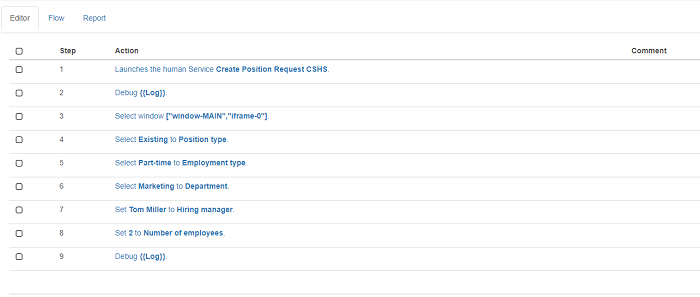 Editor Flow Report
Step Action Comment
1 Launches the human Service Create Position Request CSHS.
2 Debug {{Log}}.
3 Select window ["window-MAIN","iframe-0"].
4 Select Existing to Position type.
5 Select Part-time to Employment type.
6 Select Marketing to Department.
7 Set Tom Miller to Hiring manager.
8 Set 2 to Number of employees.
9 Debug {{Log}}.